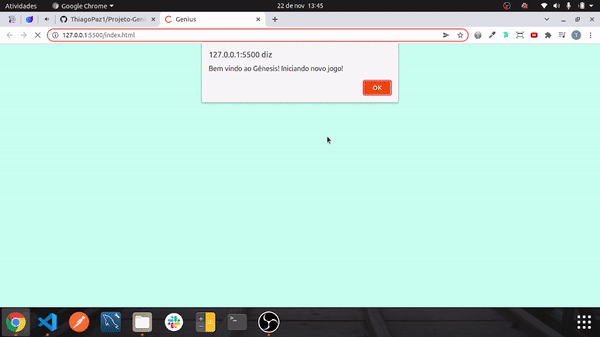 Atividades Google Chrome 22 de nov 13:45
ThiagoPaz1/Projeto-Geni Genius
127.0.0.1:5500/index.html
127.0.0.1:5500 diz
Bem vindo ao Gênesis! Iniciando novo jogo!
OK